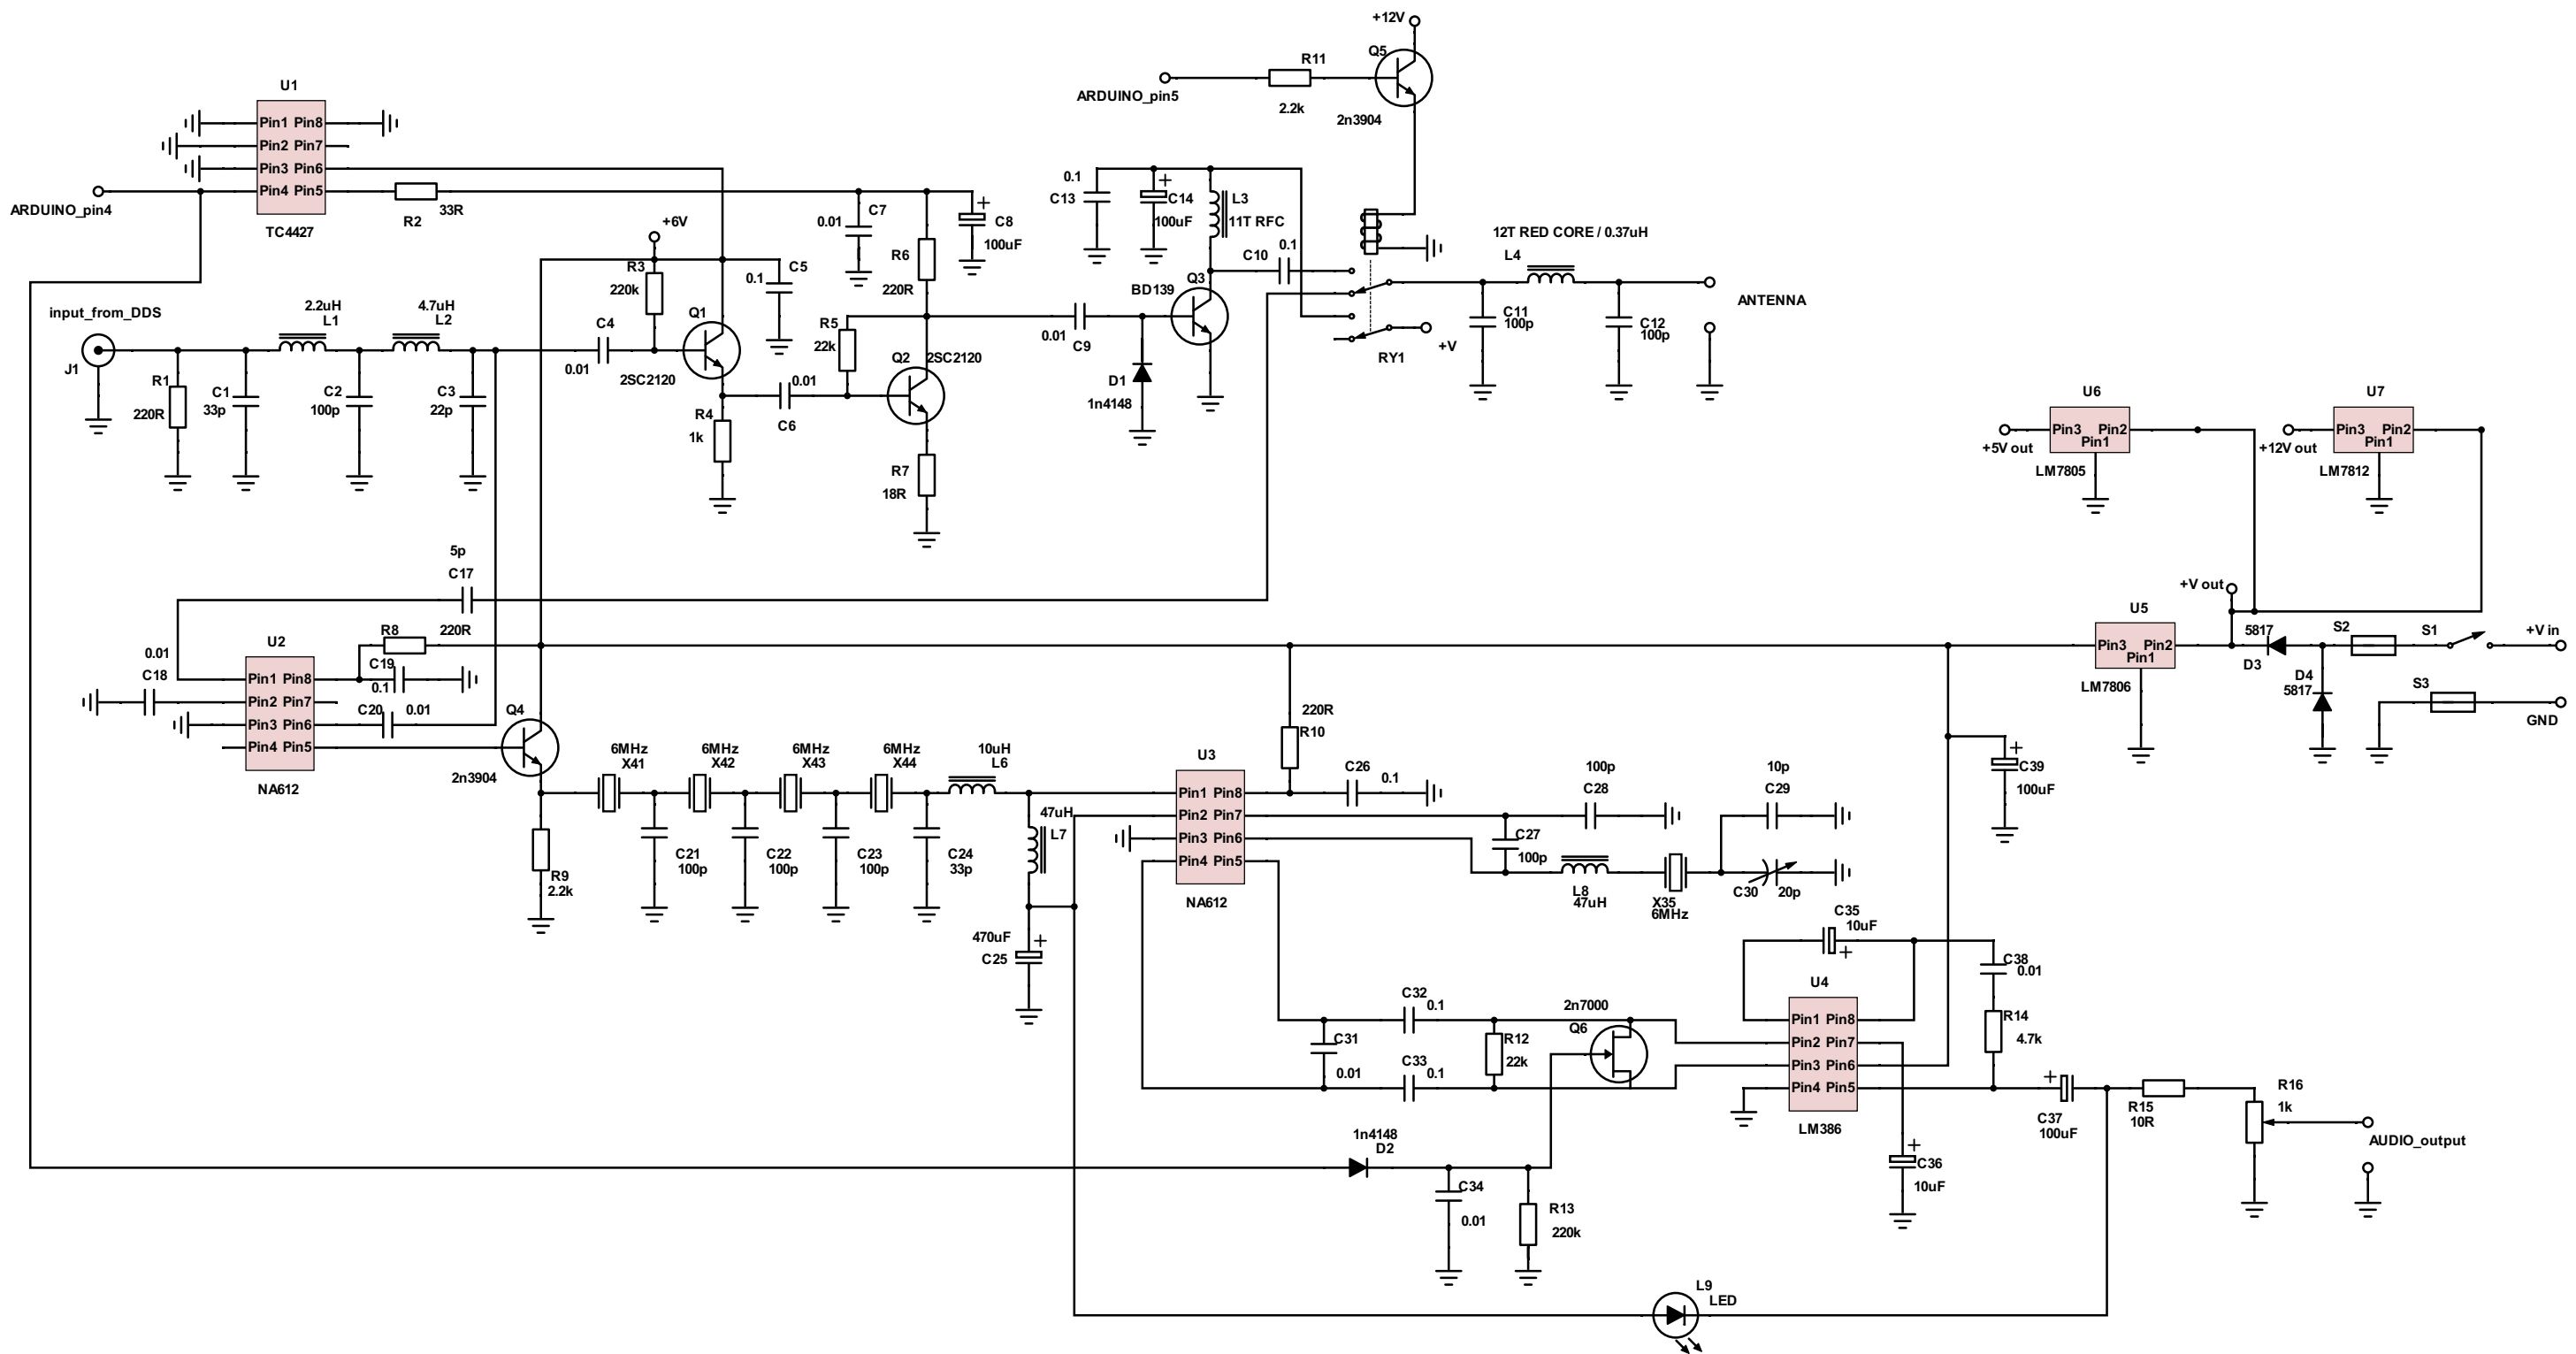 +12V
Q5
R11
ARDUINO_pin5
2.2k
2n3904
U1
Pin1 Pin8
Pin2 Pin7
Pin3 Pin6
Pin4 Pin5
TC4427
ARDUINO_pin4
R2
33R
+6V
C7
0.01
C8
100uF
R6
220R
0.1
C13
C14
100uF
L3
11T RFC
C10
0.1
Q3
BD139
12T RED CORE / 0.37uH
L4
ANTENNA
C11
100p
C12
100p
RY1
+V
input_from_DDS
J1
2.2uH
L1
4.7uH
L2
R1
220R
C1
33p
C2
100p
C3
22p
C4
0.01
R3
220k
C5
0.1
Q1
2SC2120
R4
1k
0.01
C6
R5
22k
Q2
2SC2120
R7
18R
0.01
C9
D1
1n4148
U6
Pin3 Pin2
Pin1
+5V out
LM7805
U7
Pin3 Pin2
Pin1
+12V out
LM7812
5p
C17
R8
220R
U2
0.01
C18
Pin1 Pin8
Pin2 Pin7
Pin3 Pin6
Pin4 Pin5
NA612
C19
0.1
C20
0.01
Q4
2n3904
R9
2.2k
6MHz
X41
6MHz
X42
6MHz
X43
6MHz
X44
10uH
L6
C21
100p
C22
100p
C23
100p
C24
33p
47uH
L7
470uF
C25
U3
Pin1 Pin8
Pin2 Pin7
Pin3 Pin6
Pin4 Pin5
NA612
220R
R10
C26
0.1
100p
C28
10p
C29
C27
100p
L8
47uH
X35
6MHz
C30
20p
+V out
U5
Pin3 Pin2
Pin1
LM7806
5817
D3
D4
5817
S2
S1
+V in
S3
GND
C39
100uF
C35
10uF
C38
0.01
R14
4.7k
U4
Pin1 Pin8
Pin2 Pin7
Pin3 Pin6
Pin4 Pin5
LM386
C32
0.1
C31
0.01
C33
0.1
R12
22k
2n7000
Q6
1n4148
D2
C34
0.01
R13
220k
C36
10uF
C37
100uF
R15
10R
R16
1k
AUDIO_output
L9
LED